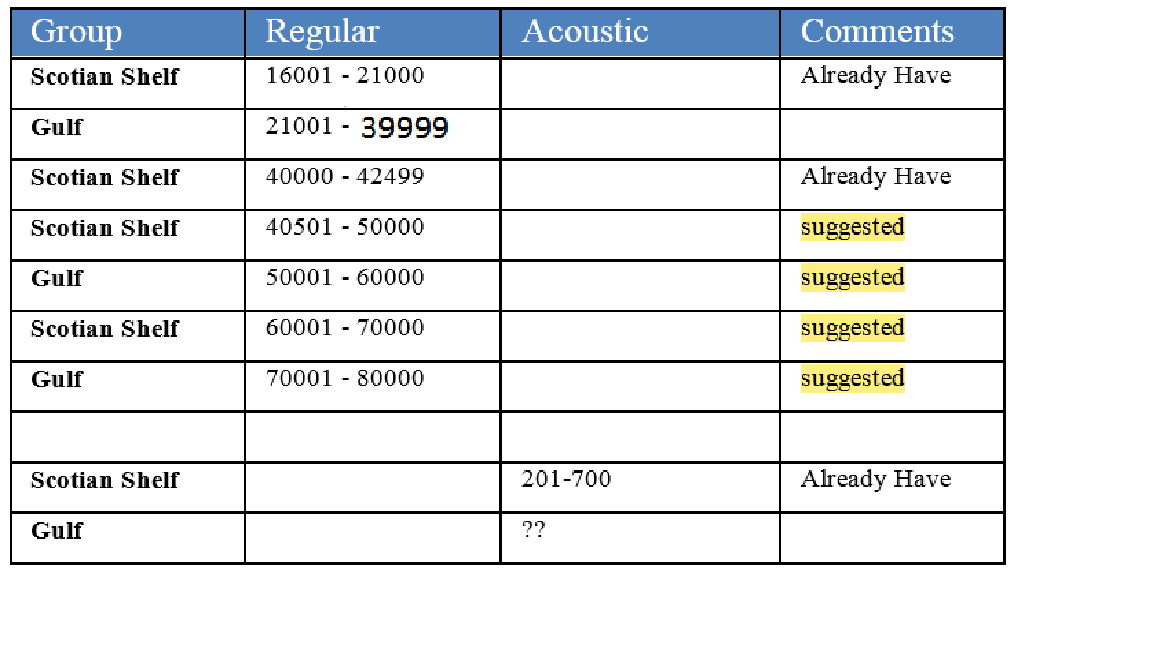 Group Regular Acoustic Comments
Scotian Shelf 16001 - 21000 Already Have
Gulf 21001 - 39999
Scotian Shelf 40000 - 42499 Already Have
Scotian Shelf 40501 - 50000 suggested
Gulf 50001 - 60000 suggested
Scotian Shelf 60001 - 70000 suggested
Gulf 70001 - 80000 suggested
Scotian Shelf 201-700 Already Have
Gulf ??